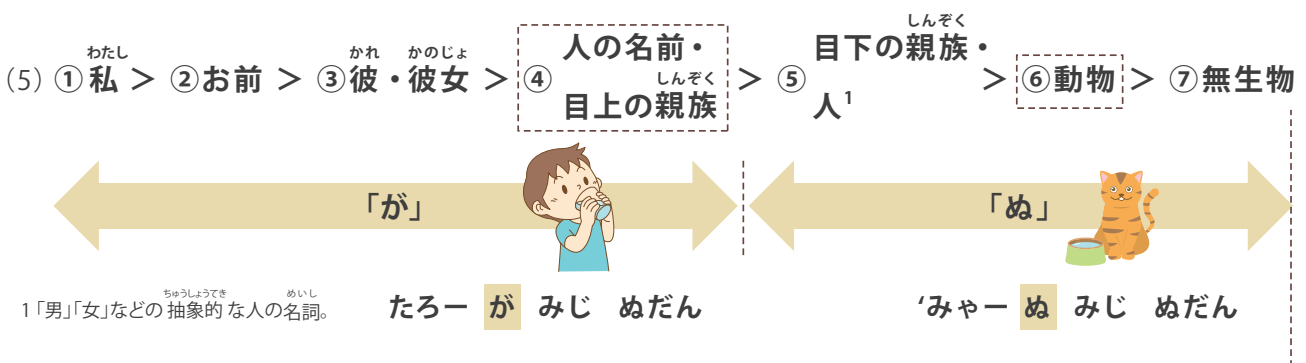 (5) ①私 > ②お前 > ③彼・彼女 > ④人の名前・目上の親族 > ⑤目下の親族・人1 > ⑥動物 > ⑦無生物
わたし かれ かのじょ しんぞく しんぞく
「が」 「ぬ」
1「男」「女」などの抽象的な人の名詞。 たろー が みじ ぬだん 'みゃー ぬ みじ ぬだん
ちゅうしょうてき めいし